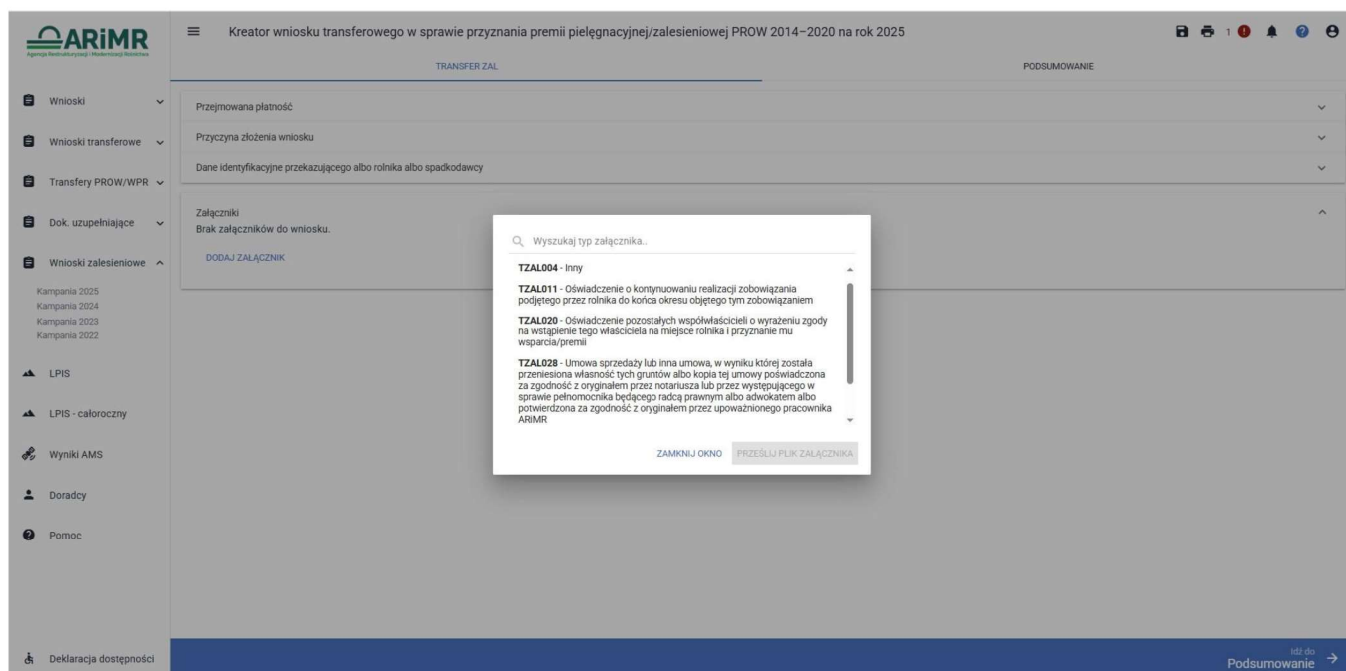 ARiMR
Agencja Restrukturyzacji i Modernizacji Rolnictwa
Kreator wniosku transferowego w sprawie przyznania premii pielęgnacyjnej/zalesieniowej PROW 2014–2020 na rok 2025
1
TRANSFER ZAL
PODSUMOWANIE
Wnioski
Wnioski transferowe
Transfery PROW/WPR
Dok. uzupełniające
Wnioski zalesieniowe
Kampania 2025
Kampania 2024
Kampania 2023
Kampania 2022
LPIS
LPIS - całoroczny
Wyniki AMS
Doradcy
Pomoc
Deklaracja dostępności
Przejmowana płatność
Przyczyna złożenia wniosku
Dane identyfikacyjne przekazującego albo rolnika albo spadkodawcy
Załączniki
Brak załączników do wniosku.
DODAJ ZAŁĄCZNIK
Wyszukaj typ załącznika..
TZAL004 - Inny
TZAL011 - Oświadczenie o kontynuowaniu realizacji zobowiązania
podjętego przez rolnika do końca okresu objętego tym zobowiązaniem
TZAL020 - Oświadczenie pozostałych współwłaścicieli o wyrażeniu zgody
na wstąpienie tego właściciela na miejsce rolnika i przyznanie mu
wsparcia/premii
TZAL028 - Umowa sprzedaży lub inna umowa, w wyniku której została
przeniesiona własność tych gruntów albo kopia tej umowy poświadczona
za zgodność z oryginałem przez notariusza lub przez występującego w
sprawie pełnomocnika będącego radcą prawnym albo adwokatem albo
potwierdzona za zgodność z oryginałem przez upoważnionego pracownika
ARiMR
ZAMKNIJ OKNO
PRZEŚLIJ PLIK ZAŁĄCZNIKA
Idź do
Podsumowanie